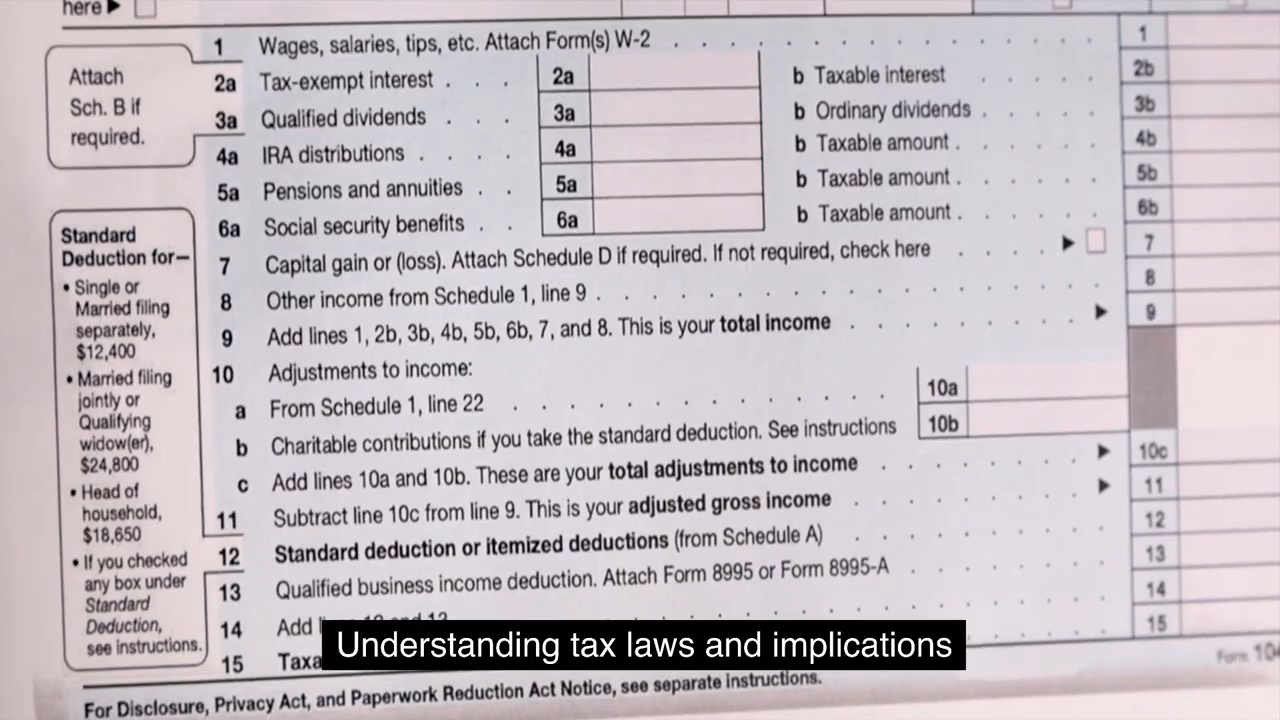 here ▶
1 Wages, salaries, tips, etc. Attach Form(s) W-2 . . . . . . . . . . . . . . . . 1
Attach
Sch. B if
required.
2a Tax-exempt interest . . . 2a b Taxable interest . . . . . 2b
3a Qualified dividends . . . 3a b Ordinary dividends . . . . . 3b
4a IRA distributions . . . . 4a b Taxable amount . . . . . . 4b
5a Pensions and annuities . . 5a b Taxable amount . . . . . . 5b
6a Social security benefits . . 6a b Taxable amount . . . . . . 6b
Standard
Deduction for—
• Single or
Married filing
separately,
$12,400
• Married filing
jointly or
Qualifying
widow(er),
$24,800
• Head of
household,
$18,650
• If you checked
any box under
Standard
Deduction,
see instructions.
7 Capital gain or (loss). Attach Schedule D if required. If not required, check here . . . . ▶ 7
8 Other income from Schedule 1, line 9 . . . . . . . . . . . . . . . . . . . 8
9 Add lines 1, 2b, 3b, 4b, 5b, 6b, 7, and 8. This is your total income . . . . . . . . . ▶ 9
10 Adjustments to income:
a From Schedule 1, line 22 . . . . . . . . . . . . . . 10a
b Charitable contributions if you take the standard deduction. See instructions 10b
c Add lines 10a and 10b. These are your total adjustments to income . . . . . . . . ▶ 10c
11 Subtract line 10c from line 9. This is your adjusted gross income . . . . . . . . . ▶ 11
12 Standard deduction or itemized deductions (from Schedule A) . . . . . . . . . 12
13 Qualified business income deduction. Attach Form 8995 or Form 8995-A . . . . . . . 13
14 Add 14
15 Taxa 15
Understanding tax laws and implications
For Disclosure, Privacy Act, and Paperwork Reduction Act Notice, see separate instructions.
Form 104